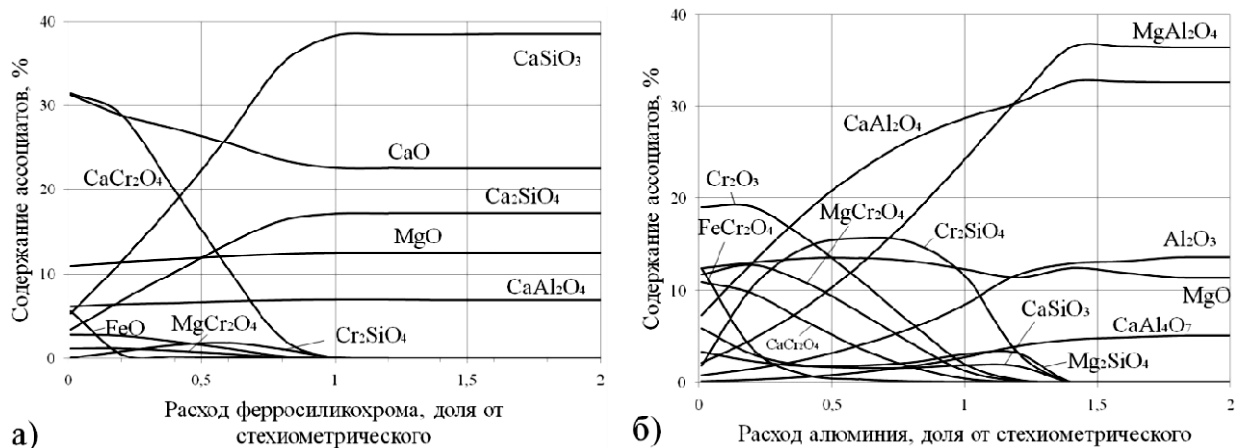 а)
Содержание ассоциатов, %
40
30
20
10
0
CaSiO₃
CaO
CaCr₂O₄
Ca₂SiO₄
MgO
CaAl₂O₄
FeO
MgCr₂O₄
Cr₂SiO₄
0
0,5
1
1,5
2
Расход ферросиликохрома, доля от
стехиометрического
б)
Содержание ассоциатов, %
40
30
20
10
0
MgAl₂O₄
CaAl₂O₄
Cr₂O₃
MgCr₂O₄
FeCr₂O₄
Cr₂SiO₄
Al₂O₃
CaSiO₃
MgO
CaCr₂O₄
CaAl₄O₇
Mg₂SiO₄
0
0,5
1
1,5
2
Расход алюминия, доля от стехиометрического